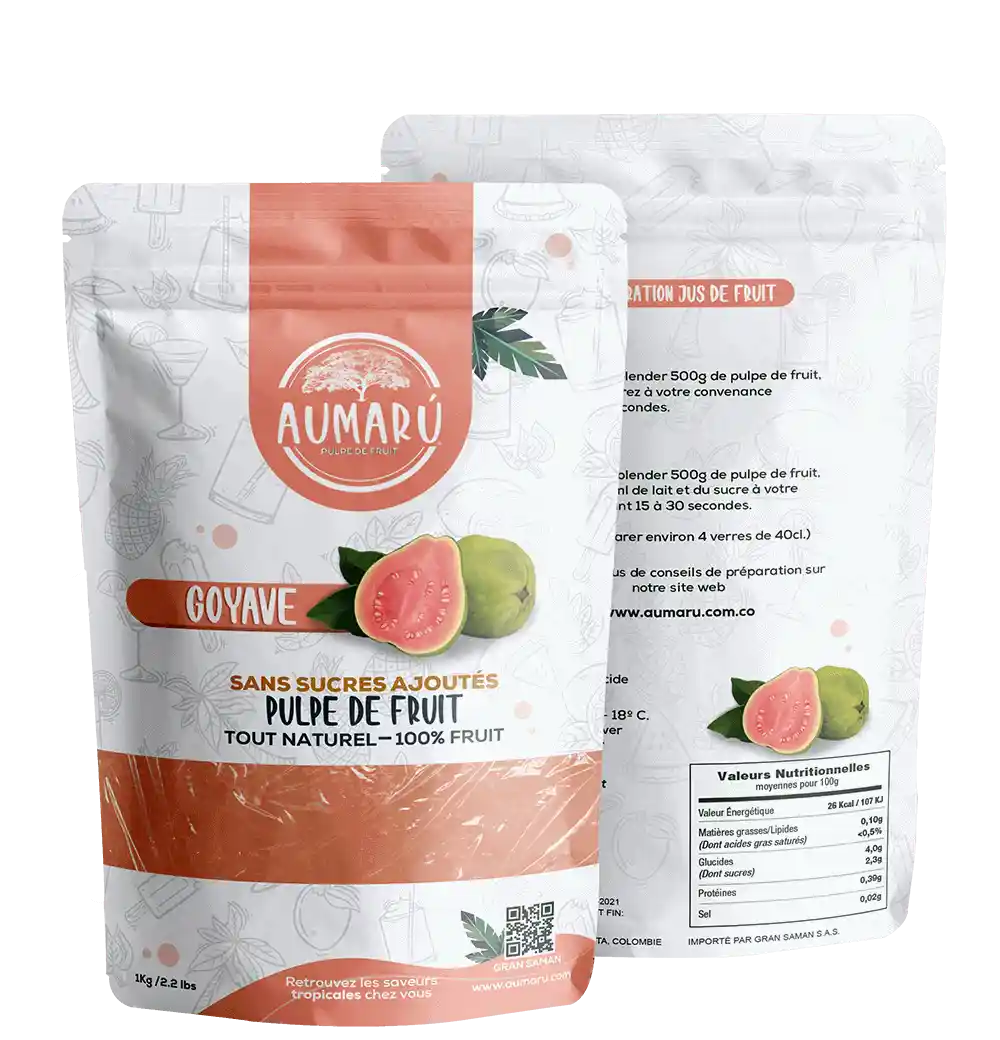 AUMARÚ
PULPE DE FRUIT
GOYAVE
SANS SUCRES AJOUTÉS
PULPE DE FRUIT
TOUT NATUREL—100% FRUIT
1Kg /2.2 lbs
Retrouvez les saveurs
tropicales chez vous
GRAN SAMAN
www.aumaru.com
RATION JUS DE FRUIT
blender 500g de pulpe de fruit,
rez à votre convenance
condes.
blender 500g de pulpe de fruit.
ml de lait et du sucre à votre
nt 15 à 30 secondes.
arer environ 4 verres de 40cl.)
us de conseils de préparation sur
notre site web
www.aumaru.com.co
cide
- 18º C.
ver
t
Valeurs Nutritionnelles
moyennes pour 100g
Valeur Énergétique 26 Kcal / 107 KJ
Matières grasses/Lipides 0,10g
(Dont acides gras saturés) <0,5%
Glucides 4,0g
(Dont sucres) 2,3g
Protéines 0,39g
Sel 0,02g
-2021
T FIN:
TA. COLOMBIE
IMPORTÉ PAR GRAN SAMAN S.A.S.